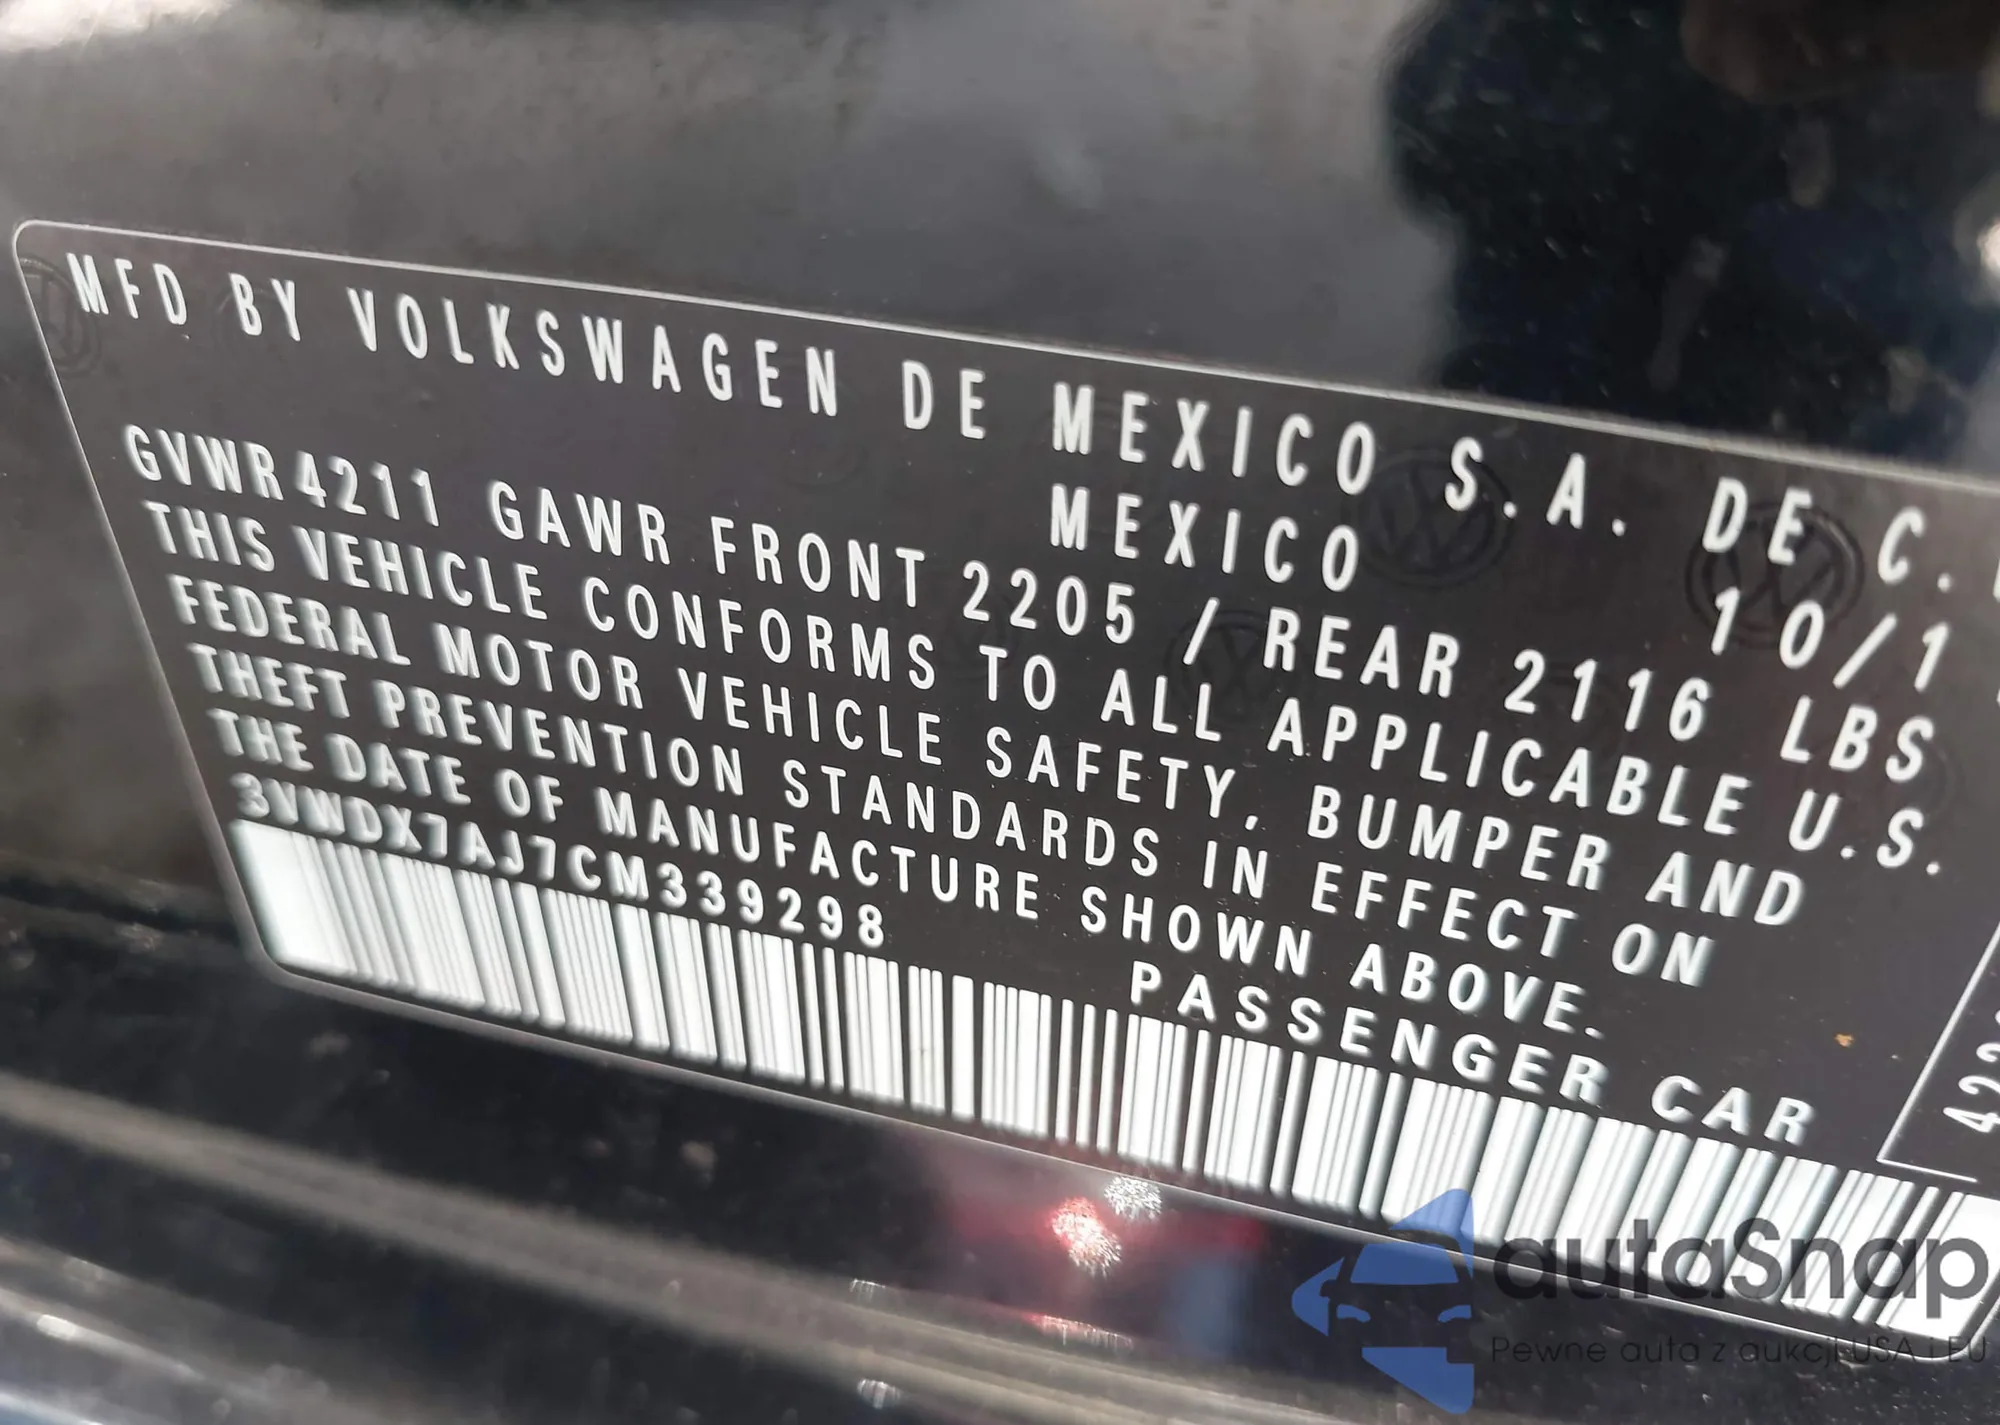 MFD BY VOLKSWAGEN DE MEXICO S.A. DE C.
MEXICO
10/1
GVWR 4211 GAWR FRONT 2205 / REAR 2116 LBS
THIS VEHICLE CONFORMS TO ALL APPLICABLE U.S.
FEDERAL MOTOR VEHICLE SAFETY, BUMPER AND
THEFT PREVENTION STANDARDS IN EFFECT ON
THE DATE OF MANUFACTURE SHOWN ABOVE.
3VWDX7AJ7CM339298
PASSENGER CAR
autaSnap
Pewne auta z aukcji USA i EU